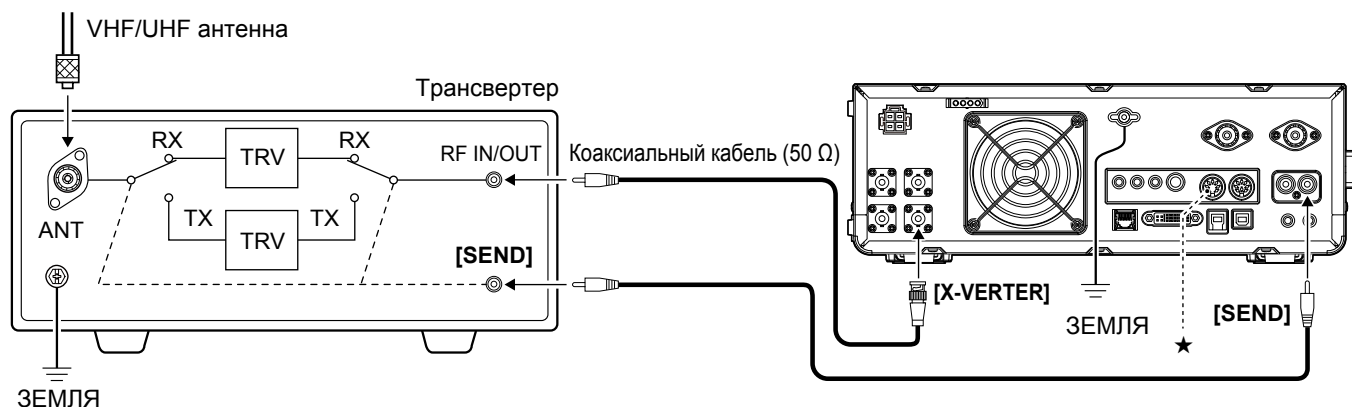 VHF/UHF антенна
Трансвертер
RX
RX
TRV
RF IN/OUT
Коаксиальный кабель (50 Ω)
ANT
TX
TX
TRV
[SEND]
[X-VERTER]
ЗЕМЛЯ
[SEND]
★
ЗЕМЛЯ